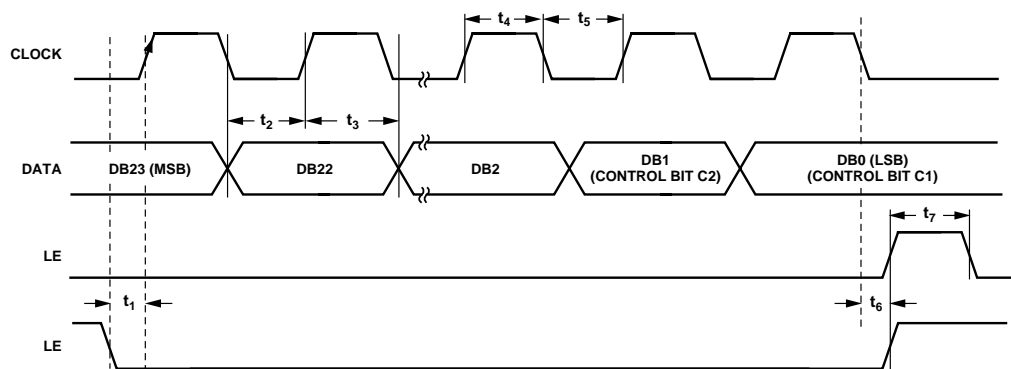 t4
t5
CLOCK
t2
t3
DATA
DB23 (MSB)
DB22
DB2
DB1
(CONTROL BIT C2)
DB0 (LSB)
(CONTROL BIT C1)
t7
LE
t1
t6
LE